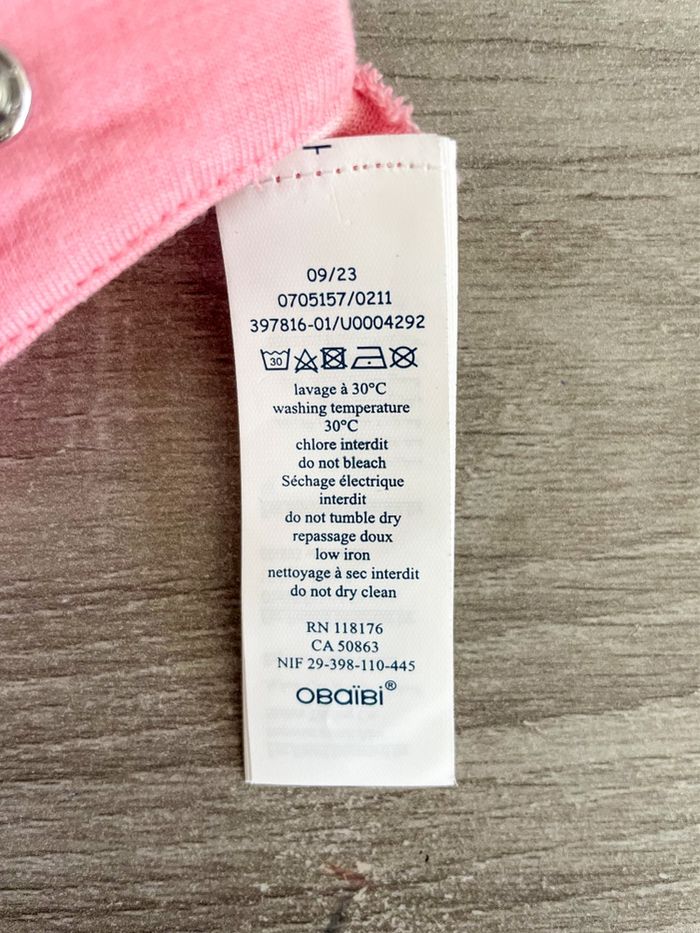 09/23
0705157/0211
397816-01/U0004292
30
lavage à 30°C
washing temperature
30°C
chlore interdit
do not bleach
Séchage électrique
interdit
do not tumble dry
repassage doux
low iron
nettoyage à sec interdit
do not dry clean
RN 118176
CA 50863
NIF 29-398-110-445
OBaïBi®